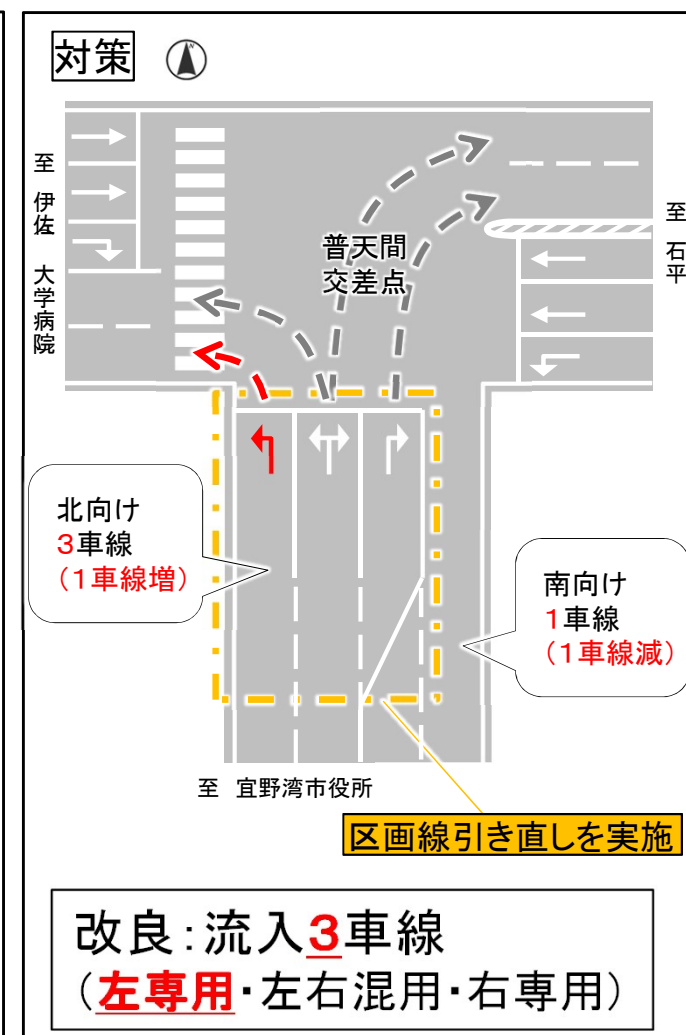 対策
N
至 伊佐 大学病院
普天間
交差点
至 石平
北向け
3車線
(1車線増)
南向け
1車線
(1車線減)
至 宜野湾市役所
区画線引き直しを実施
改良:流入3車線
(左専用・左右混用・右専用)